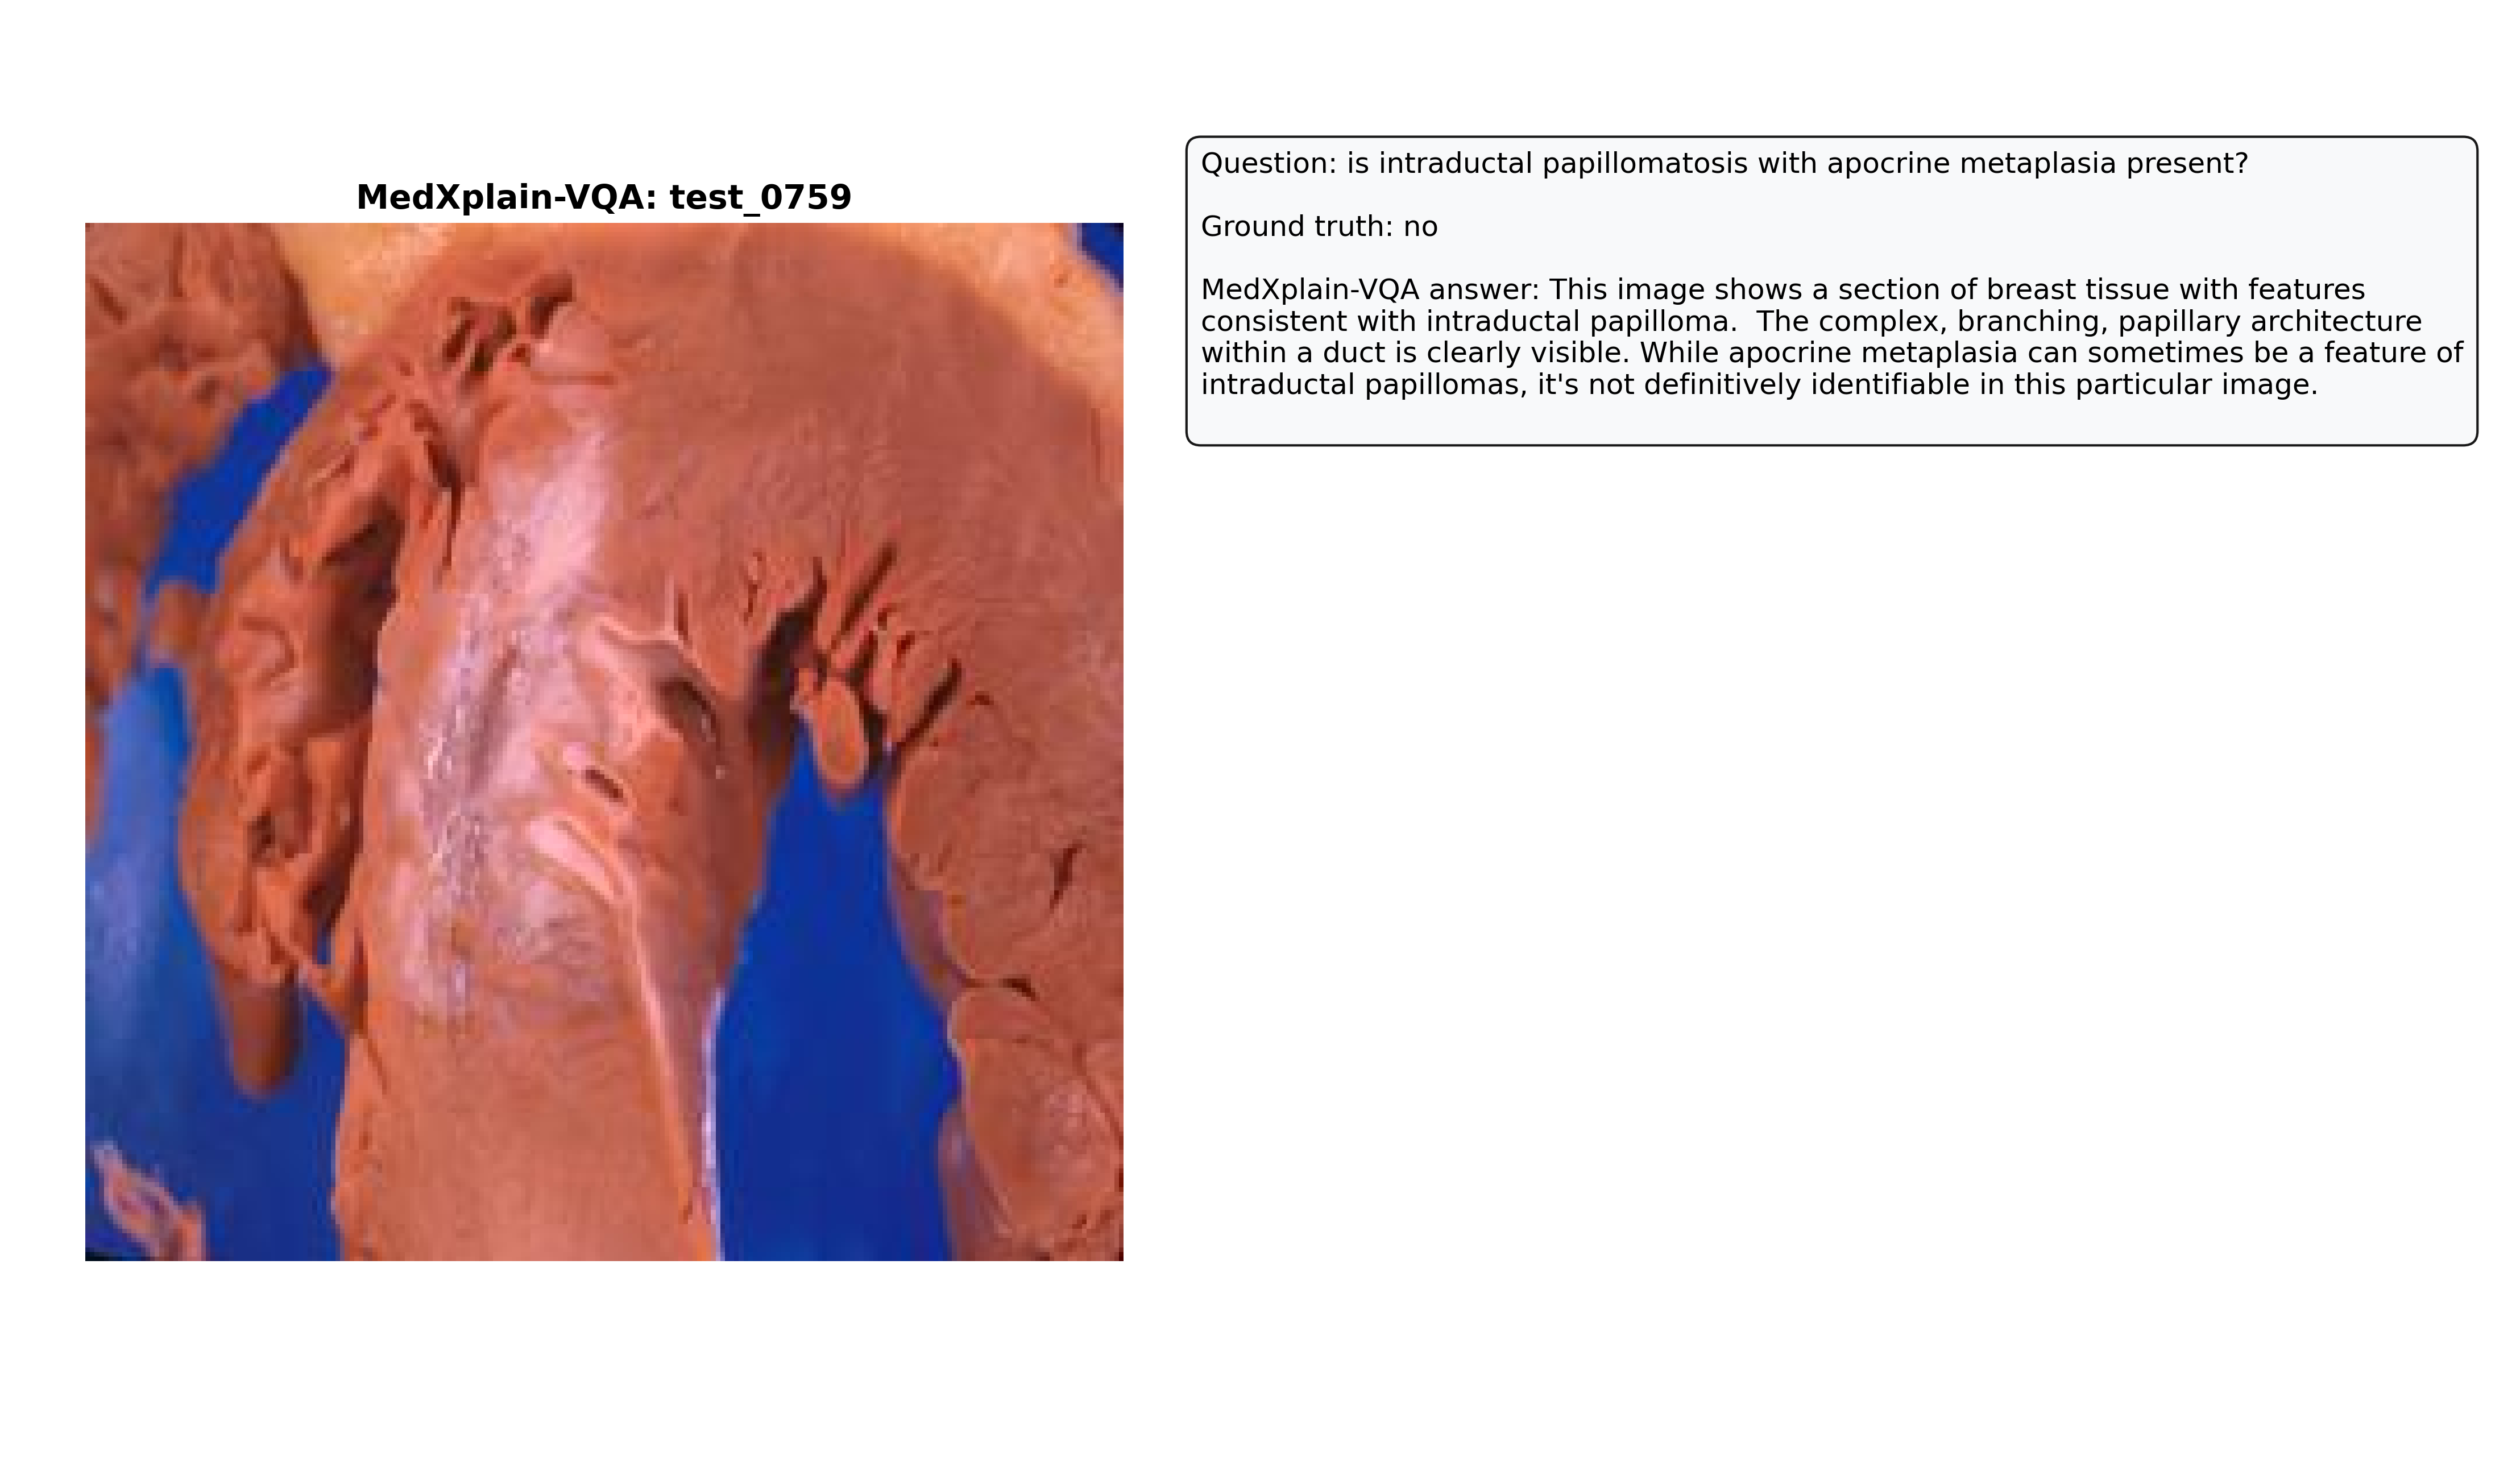 MedXplain-VQA: test_0759
Question: is intraductal papillomatosis with apocrine metaplasia present?
Ground truth: no
MedXplain-VQA answer: This image shows a section of breast tissue with features
consistent with intraductal papilloma.  The complex, branching, papillary architecture
within a duct is clearly visible. While apocrine metaplasia can sometimes be a feature of
intraductal papillomas, it's not definitively identifiable in this particular image.